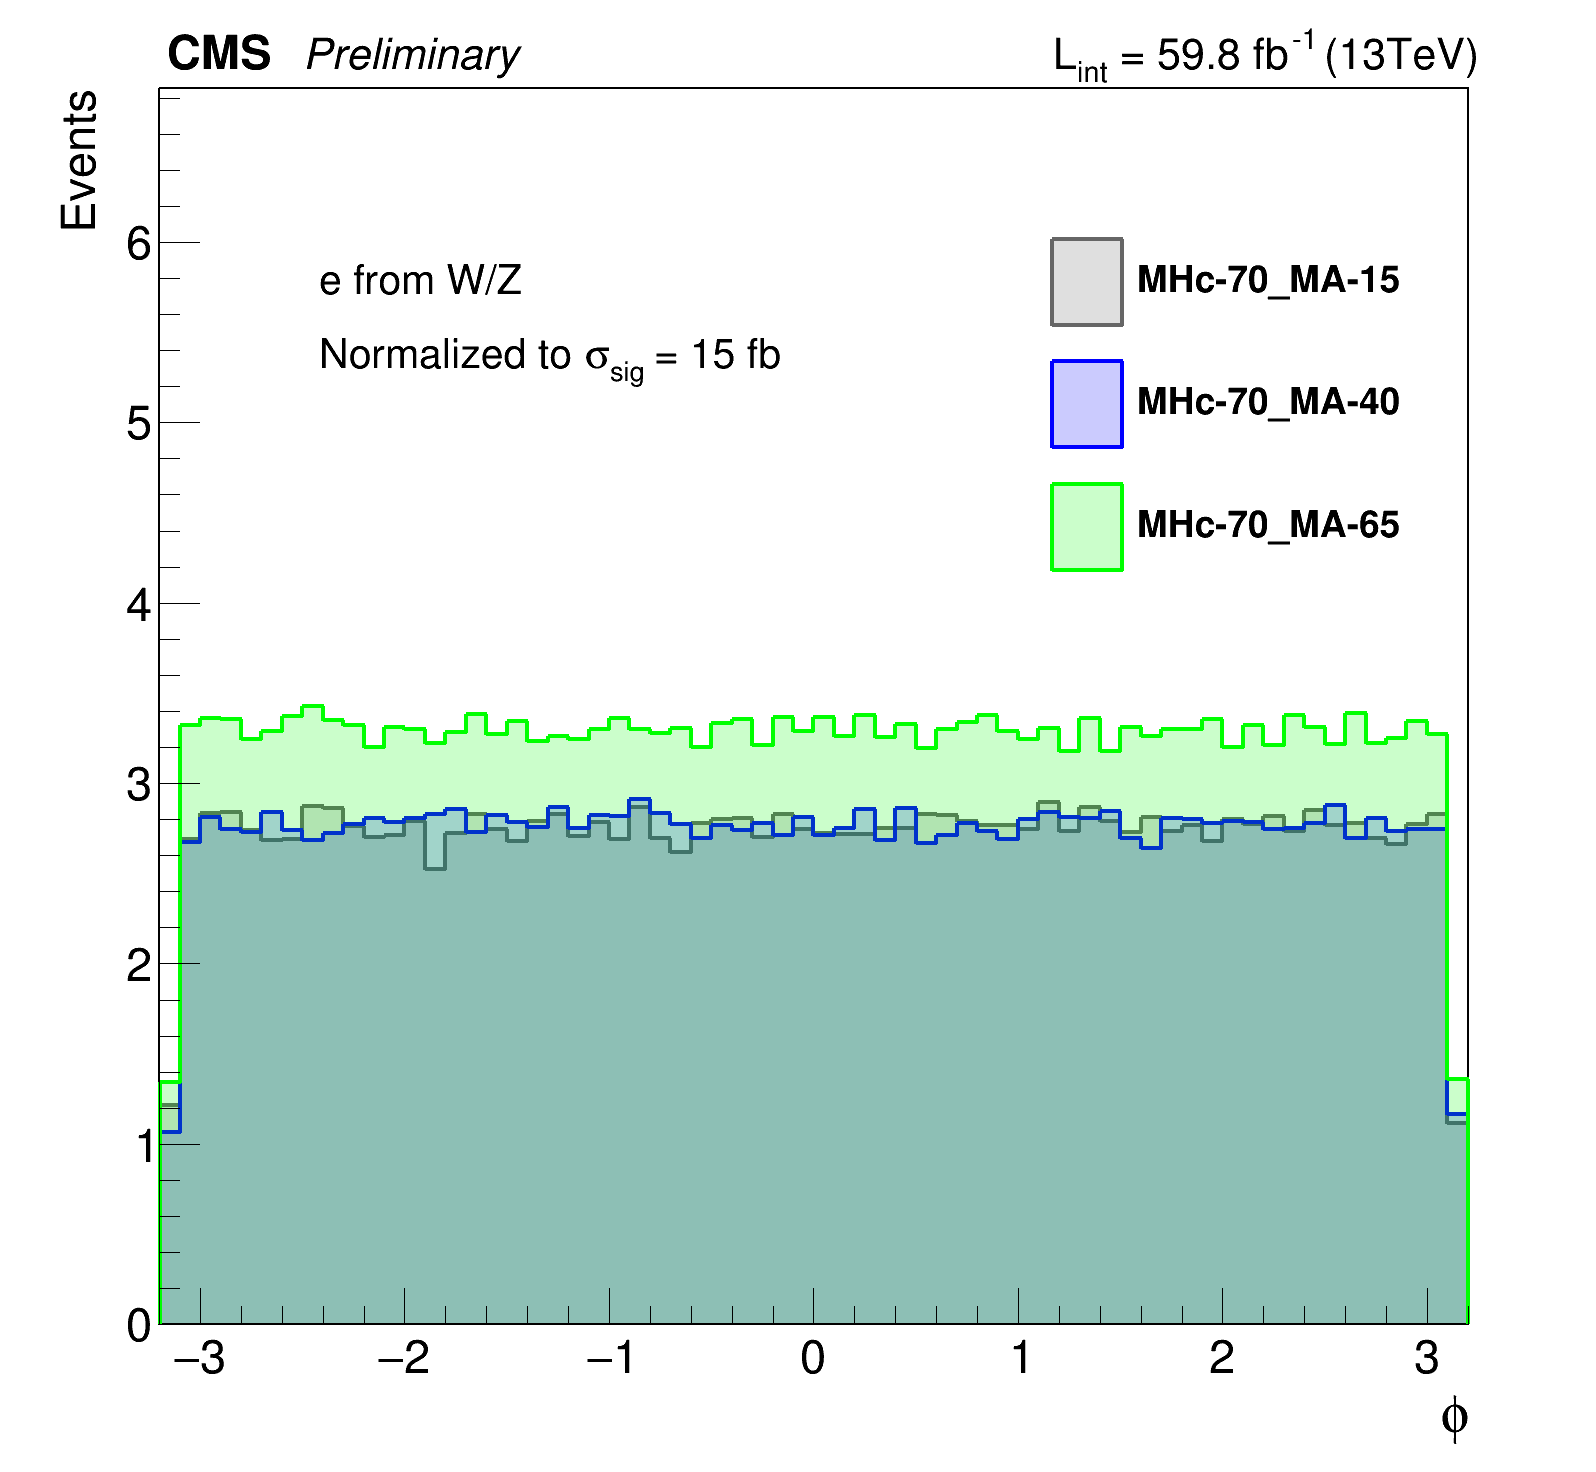 CMS Preliminary
L_int = 59.8 fb^-1 (13TeV)
Events
e from W/Z
Normalized to σ_sig = 15 fb
MHc-70_MA-15
MHc-70_MA-40
MHc-70_MA-65
6
5
4
3
2
1
0
−3 −2 −1 0 1 2 3
ϕ